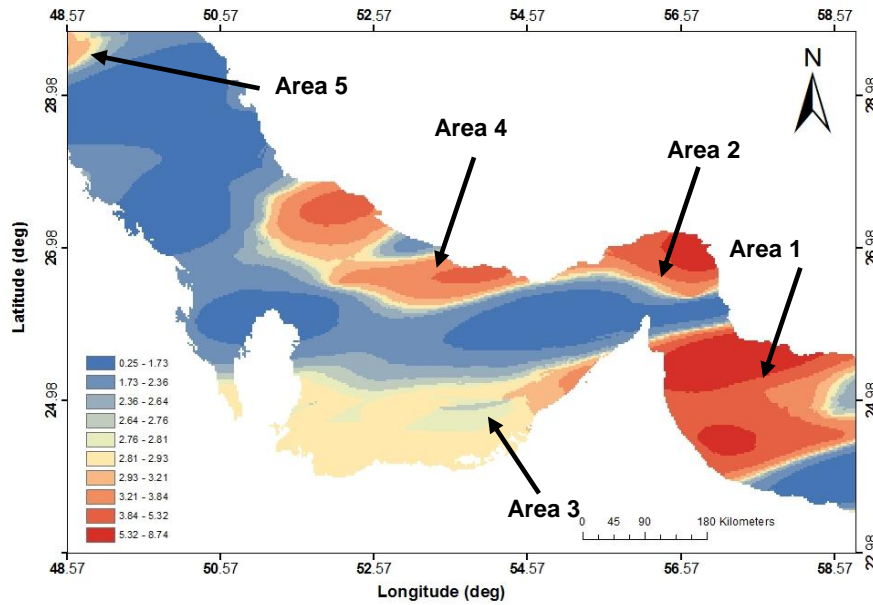 48.57 50.57 52.57 54.57 56.57 58.57
28.98 28.98
Area 5
N
Area 4
Area 2
26.98 26.98
Area 1
Latitude (deg)
0.25 - 1.73
1.73 - 2.36
2.36 - 2.64
2.64 - 2.76
2.76 - 2.81
2.81 - 2.93
2.93 - 3.21
3.21 - 3.84
3.84 - 5.32
5.32 - 8.74
24.98 24.98
Area 3
0 45 90 180 Kilometers
22.98
48.57 50.57 52.57 54.57 56.57 58.57
Longitude (deg)